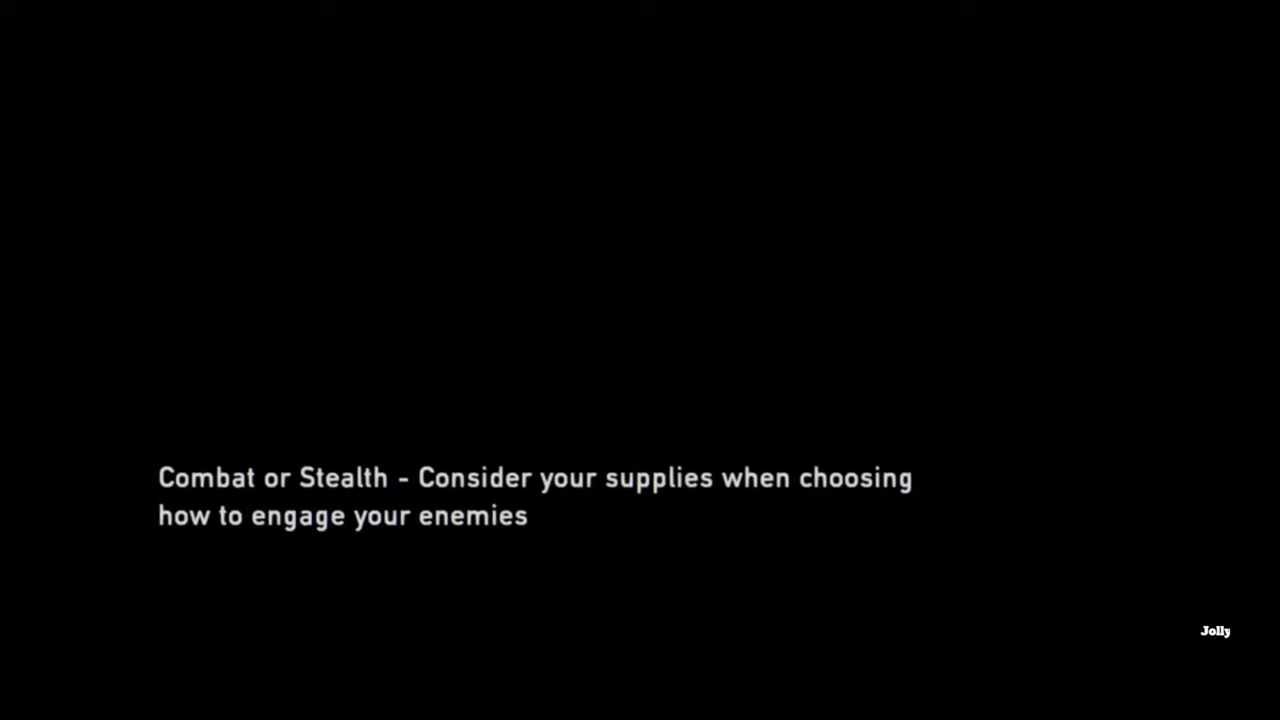 Combat or Stealth - Consider your supplies when choosing
how to engage your enemies
Jolly